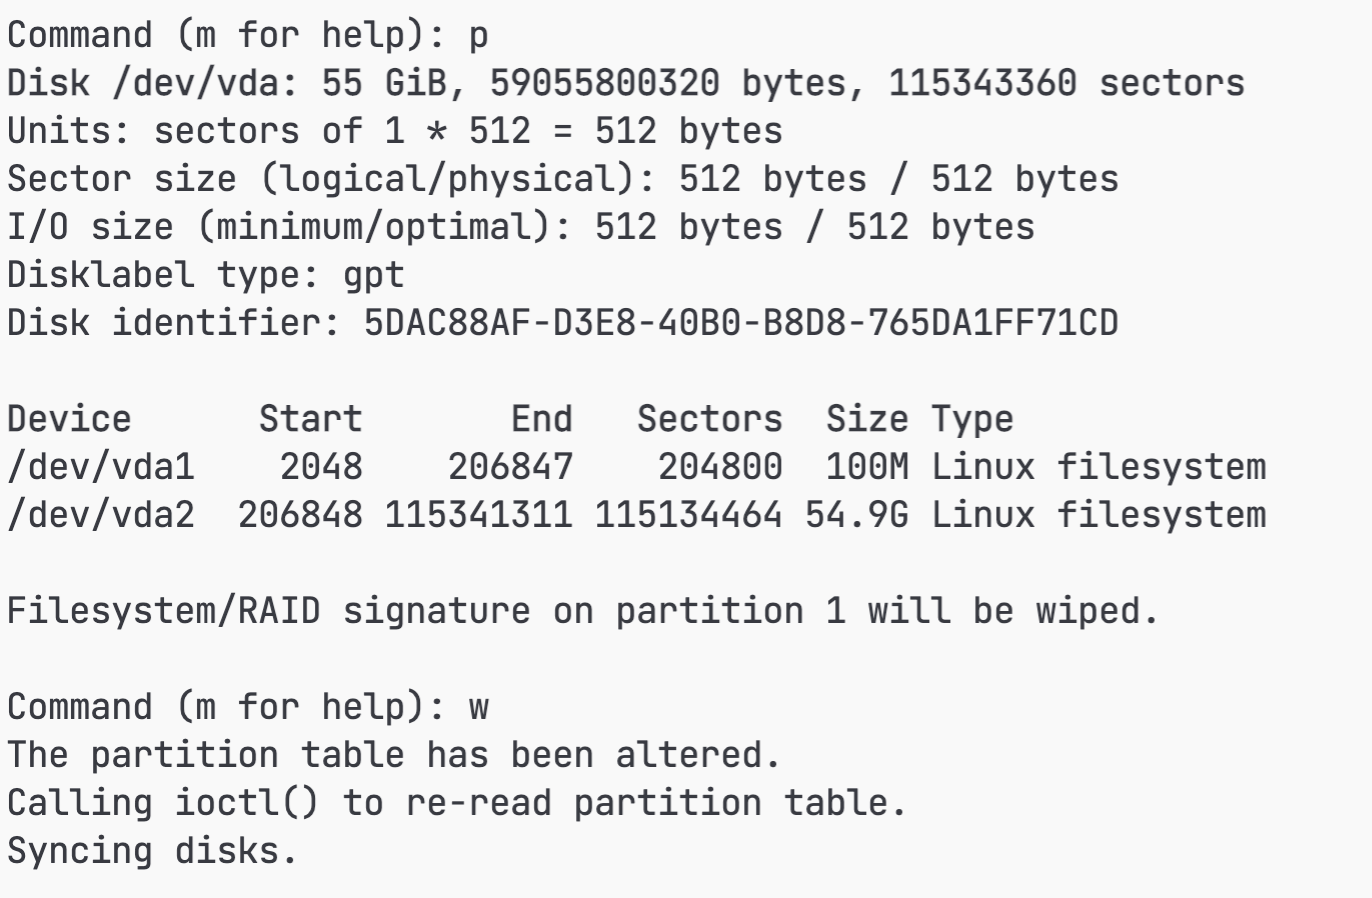 Command (m for help): p
Disk /dev/vda: 55 GiB, 59055800320 bytes, 115343360 sectors
Units: sectors of 1 * 512 = 512 bytes
Sector size (logical/physical): 512 bytes / 512 bytes
I/O size (minimum/optimal): 512 bytes / 512 bytes
Disklabel type: gpt
Disk identifier: 5DAC88AF-D3E8-40B0-B8D8-765DA1FF71CD
Device      Start       End   Sectors  Size Type
/dev/vda1    2048    206847    204800  100M Linux filesystem
/dev/vda2  206848 115341311 115134464 54.9G Linux filesystem
Filesystem/RAID signature on partition 1 will be wiped.
Command (m for help): w
The partition table has been altered.
Calling ioctl() to re-read partition table.
Syncing disks.